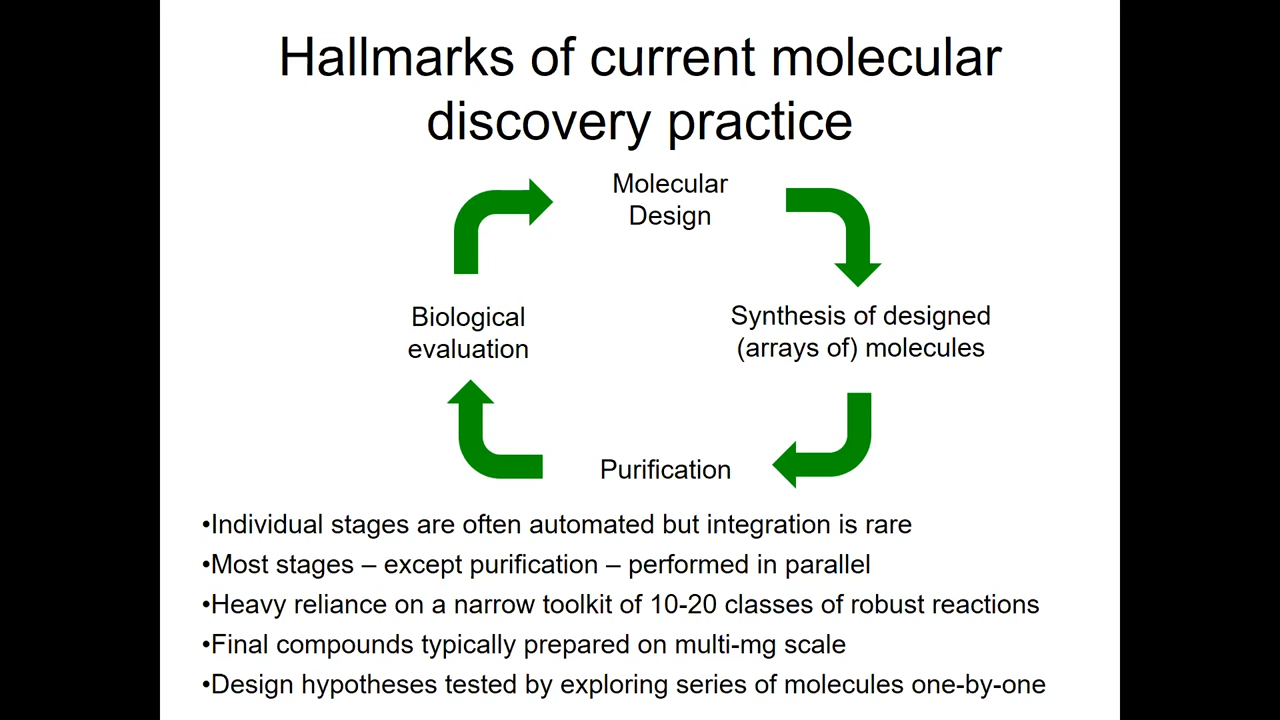 Hallmarks of current molecular
discovery practice
Molecular
Design
Biological
evaluation
Synthesis of designed
(arrays of) molecules
Purification
•Individual stages are often automated but integration is rare
•Most stages – except purification – performed in parallel
•Heavy reliance on a narrow toolkit of 10-20 classes of robust reactions
•Final compounds typically prepared on multi-mg scale
•Design hypotheses tested by exploring series of molecules one-by-one